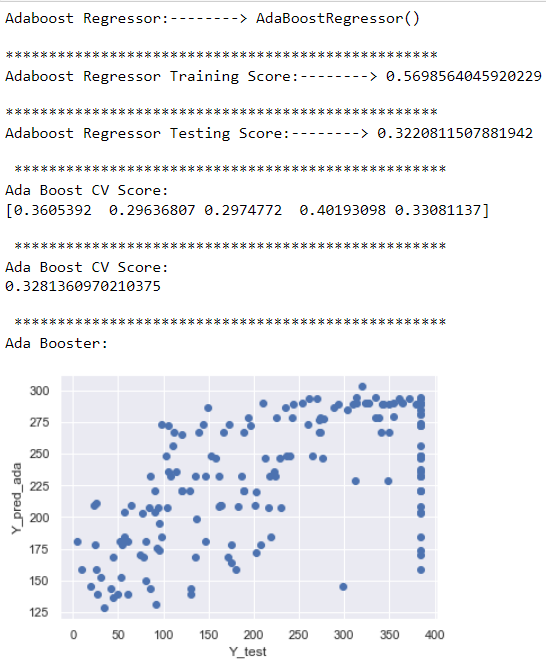 Adaboost Regressor:--------> AdaBoostRegressor()
**************************************************
Adaboost Regressor Training Score:--------> 0.5698564045920229
**************************************************
Adaboost Regressor Testing Score:--------> 0.3220811507881942
**************************************************
Ada Boost CV Score:
[0.3605392  0.29636807 0.2974772  0.40193098 0.33081137]
**************************************************
Ada Boost CV Score:
0.3281360970210375
**************************************************
Ada Booster:
300
275
250
225
200
175
150
125
Y_pred_ada
0 50 100 150 200 250 300 350 400
Y_test